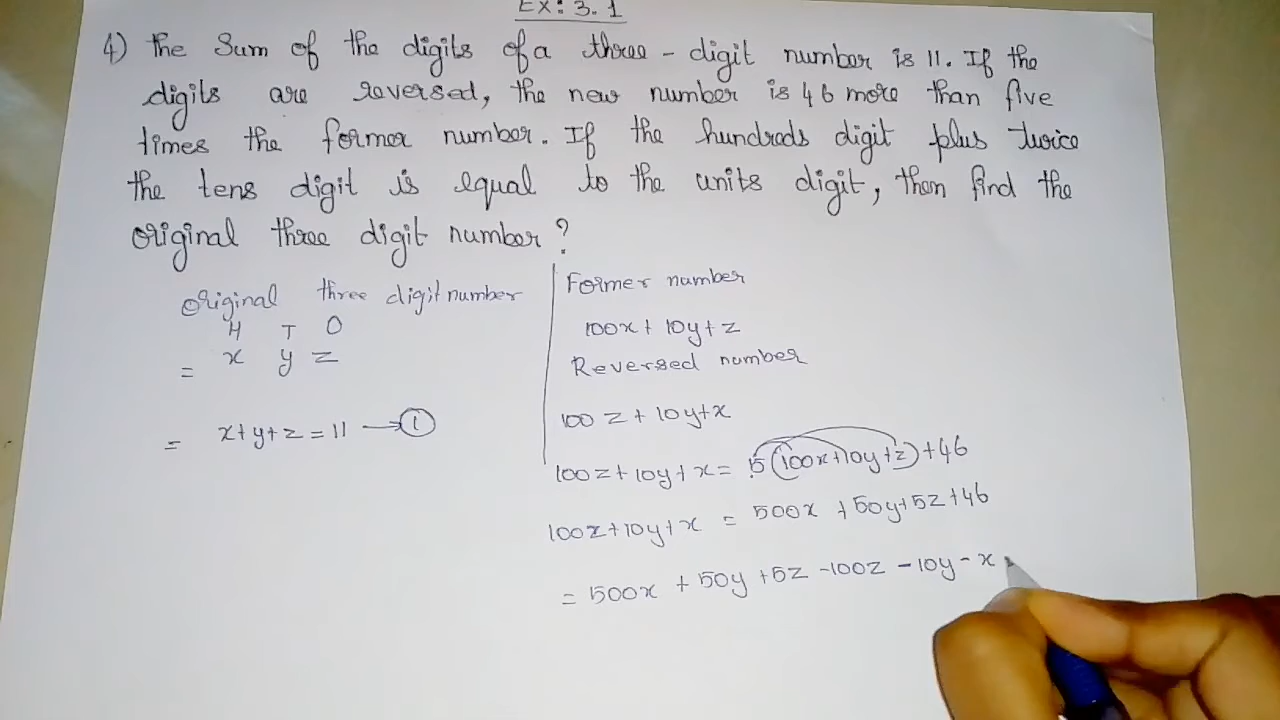 Ex: 3.1
4) The Sum of the digits of a three - digit number is 11. If the
digits are reversed, the new number is 46 more than five
times the former number. If the hundreds digit plus twice
the tens digit is equal to the units digit, then find the
original three digit number?
original three digit number
H T O
= x y z
= x+y+z = 11 → ①
Former number
100x + 10y + z
Reversed number
100 z + 10y+x
100z + 10y + x = 5(100x+10y+z)+46
100z+10y+x = 500x + 50y+5z+46
= 500x + 50y +5z -100z - 10y - x